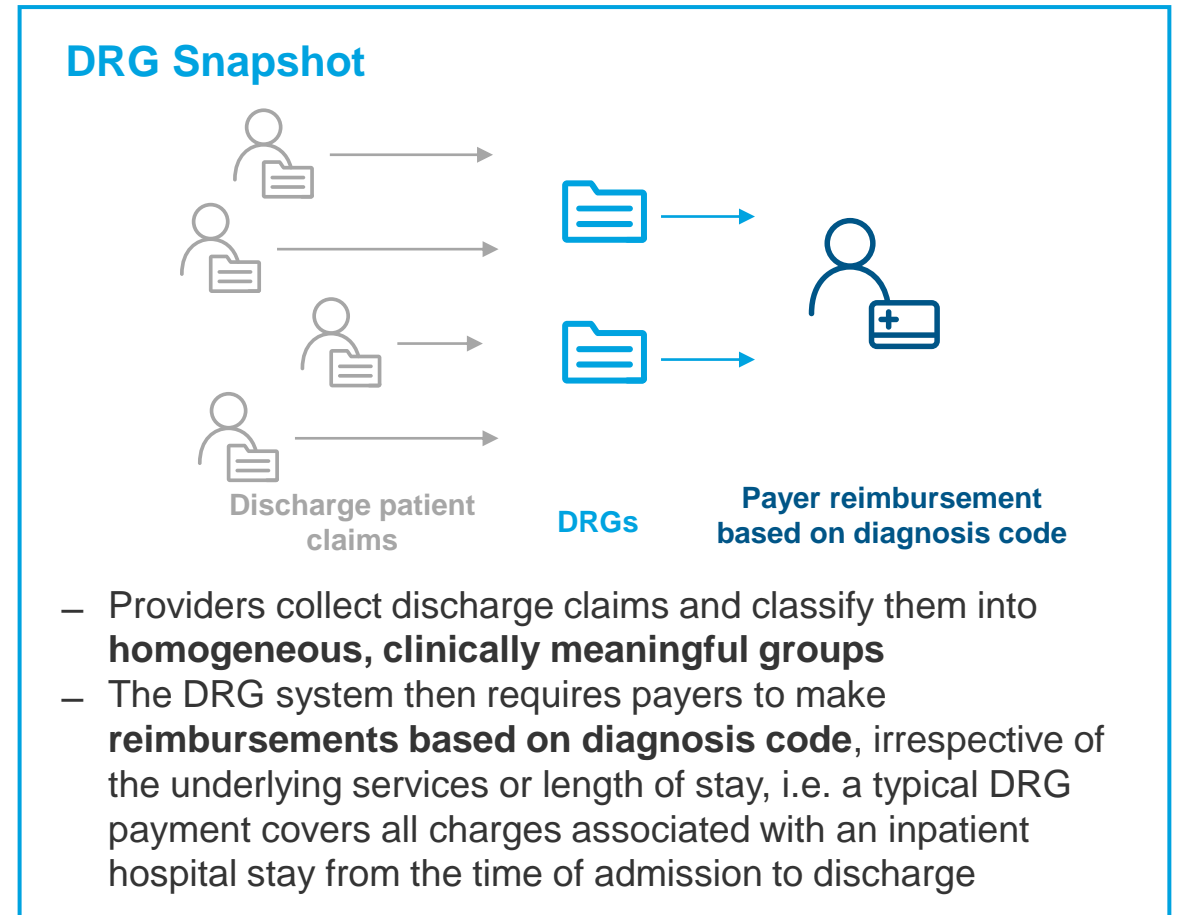 DRG Snapshot
Discharge patient
claims
DRGs
Payer reimbursement
based on diagnosis code
– Providers collect discharge claims and classify them into
homogeneous, clinically meaningful groups
– The DRG system then requires payers to make
reimbursements based on diagnosis code, irrespective of
the underlying services or length of stay, i.e. a typical DRG
payment covers all charges associated with an inpatient
hospital stay from the time of admission to discharge